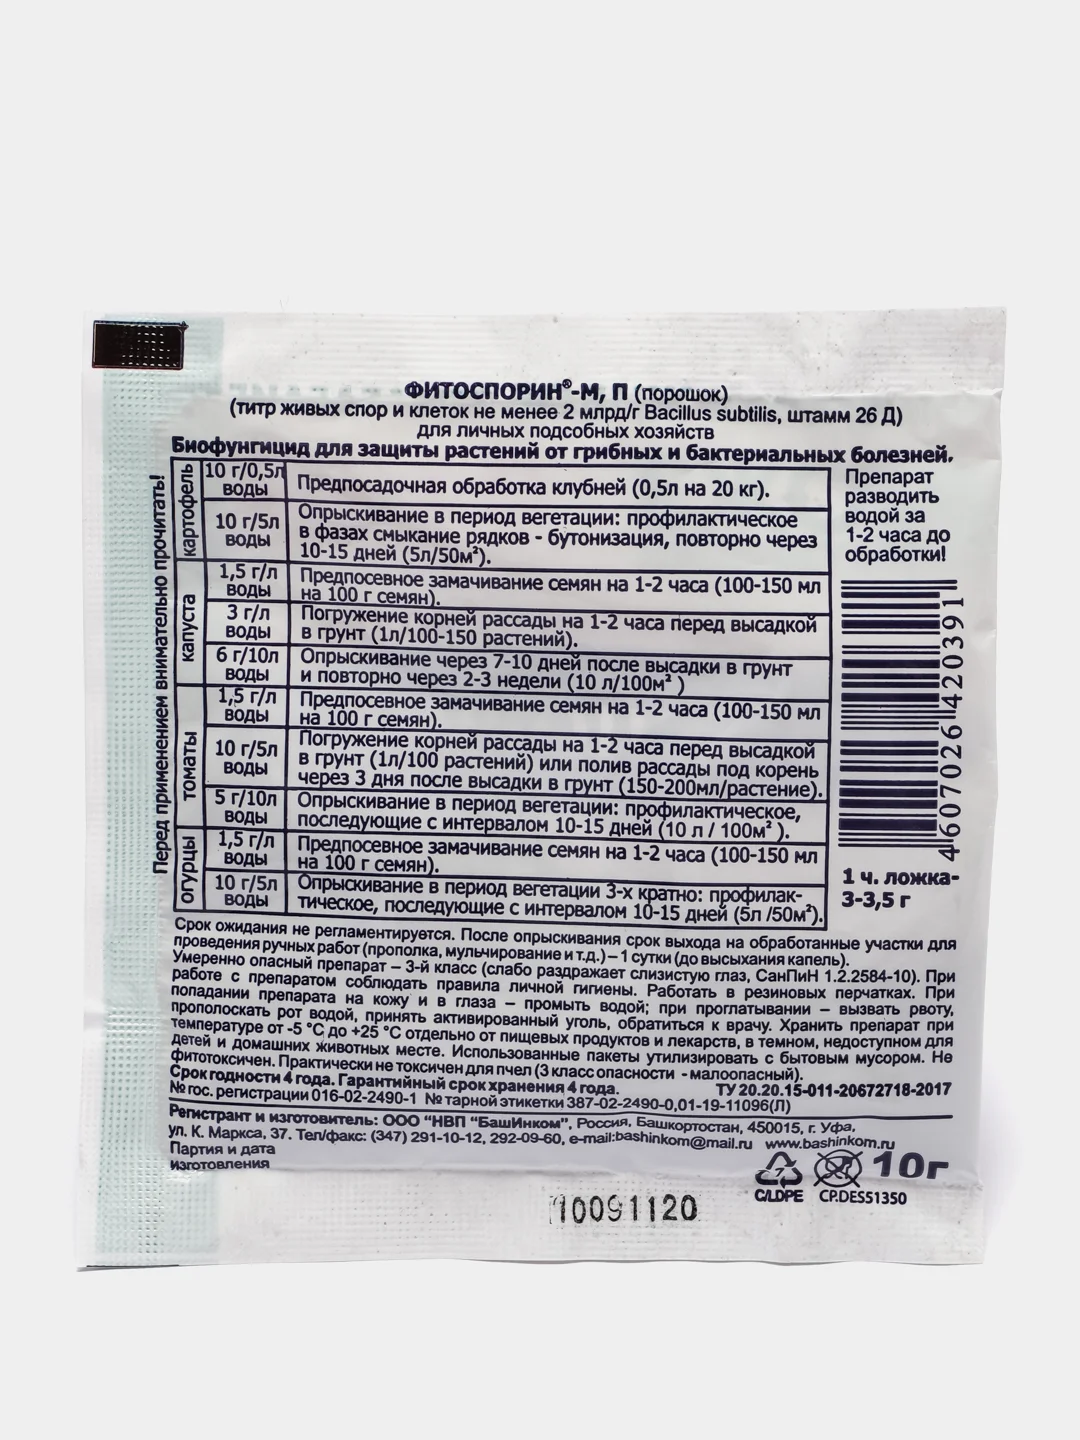 ФИТОСПОРИН®-М, П (порошок)
(титр живых спор и клеток не менее 2 млрд/г Bacillus subtilis, штамм 26 Д)
для личных подсобных хозяйств
Биофунгицид для защиты растений от грибных и бактериальных болезней.
Перед применением внимательно прочитать!
картофель
10 г/0,5л
воды
Предпосадочная обработка клубней (0,5л на 20 кг).
10 г/5л
воды
Опрыскивание в период вегетации: профилактическое
в фазах смыкание рядков - бутонизация, повторно через
10-15 дней (5л/50м²).
капуста
1,5 г/л
воды
Предпосевное замачивание семян на 1-2 часа (100-150 мл
на 100 г семян).
3 г/л
воды
Погружение корней рассады на 1-2 часа перед высадкой
в грунт (1л/100-150 растений).
6 г/10л
воды
Опрыскивание через 7-10 дней после высадки в грунт
и повторно через 2-3 недели (10 л/100м² )
томаты
1,5 г/л
воды
Предпосевное замачивание семян на 1-2 часа (100-150 мл
на 100 г семян).
10 г/5л
воды
Погружение корней рассады на 1-2 часа перед высадкой
в грунт (1л/100 растений) или полив рассады под корень
через 3 дня после высадки в грунт (150-200мл/растение).
5 г/10л
воды
Опрыскивание в период вегетации: профилактическое,
последующие с интервалом 10-15 дней (10 л / 100м² ).
огурцы
1,5 г/л
воды
Предпосевное замачивание семян на 1-2 часа (100-150 мл
на 100 г семян).
10 г/5л
воды
Опрыскивание в период вегетации 3-х кратно: профилак-
тическое, последующие с интервалом 10-15 дней (5л /50м²).
Препарат
разводить
водой за
1-2 часа до
обработки!
4607026420391
1 ч. ложка-
3-3,5 г
Срок ожидания не регламентируется. После опрыскивания срок выхода на обработанные участки для
проведения ручных работ (прополка, мульчирование и т.д.) – 1 сутки (до высыхания капель).
Умеренно опасный препарат – 3-й класс (слабо раздражает слизистую глаз, СанПиН 1.2.2584-10). При
работе с препаратом соблюдать правила личной гигиены. Работать в резиновых перчатках. При
попадании препарата на кожу и в глаза – промыть водой; при проглатывании – вызвать рвоту,
прополоскать рот водой, принять активированный уголь, обратиться к врачу. Хранить препарат при
температуре от -5 °С до +25 °С отдельно от пищевых продуктов и лекарств, в темном, недоступном для
детей и домашних животных месте. Использованные пакеты утилизировать с бытовым мусором. Не
фитотоксичен. Практически не токсичен для пчел (3 класс опасности - малоопасный).
Срок годности 4 года. Гарантийный срок хранения 4 года. ТУ 20.20.15-011-20672718-2017
№ гос. регистрации 016-02-2490-1 № тарной этикетки 387-02-2490-0,01-19-11096(Л)
Регистрант и изготовитель: ООО "НВП "БашИнком", Россия, Башкортостан, 450015, г. Уфа,
ул. К. Маркса, 37. Тел/факс: (347) 291-10-12, 292-09-60, e-mail:bashinkom@mail.ru www.bashinkom.ru
Партия и дата
изготовления
7
C/LDPE
CP.DES51350
10г
10091120